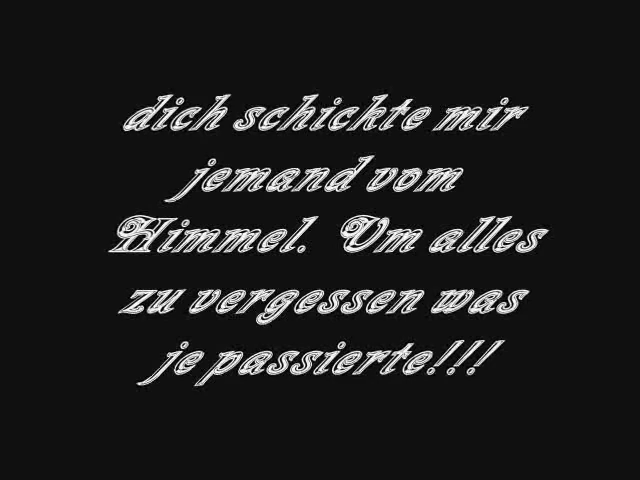 dich schickte mir
jemand vom
Himmel. Um alles
zu vergessen was
je passierte!!!